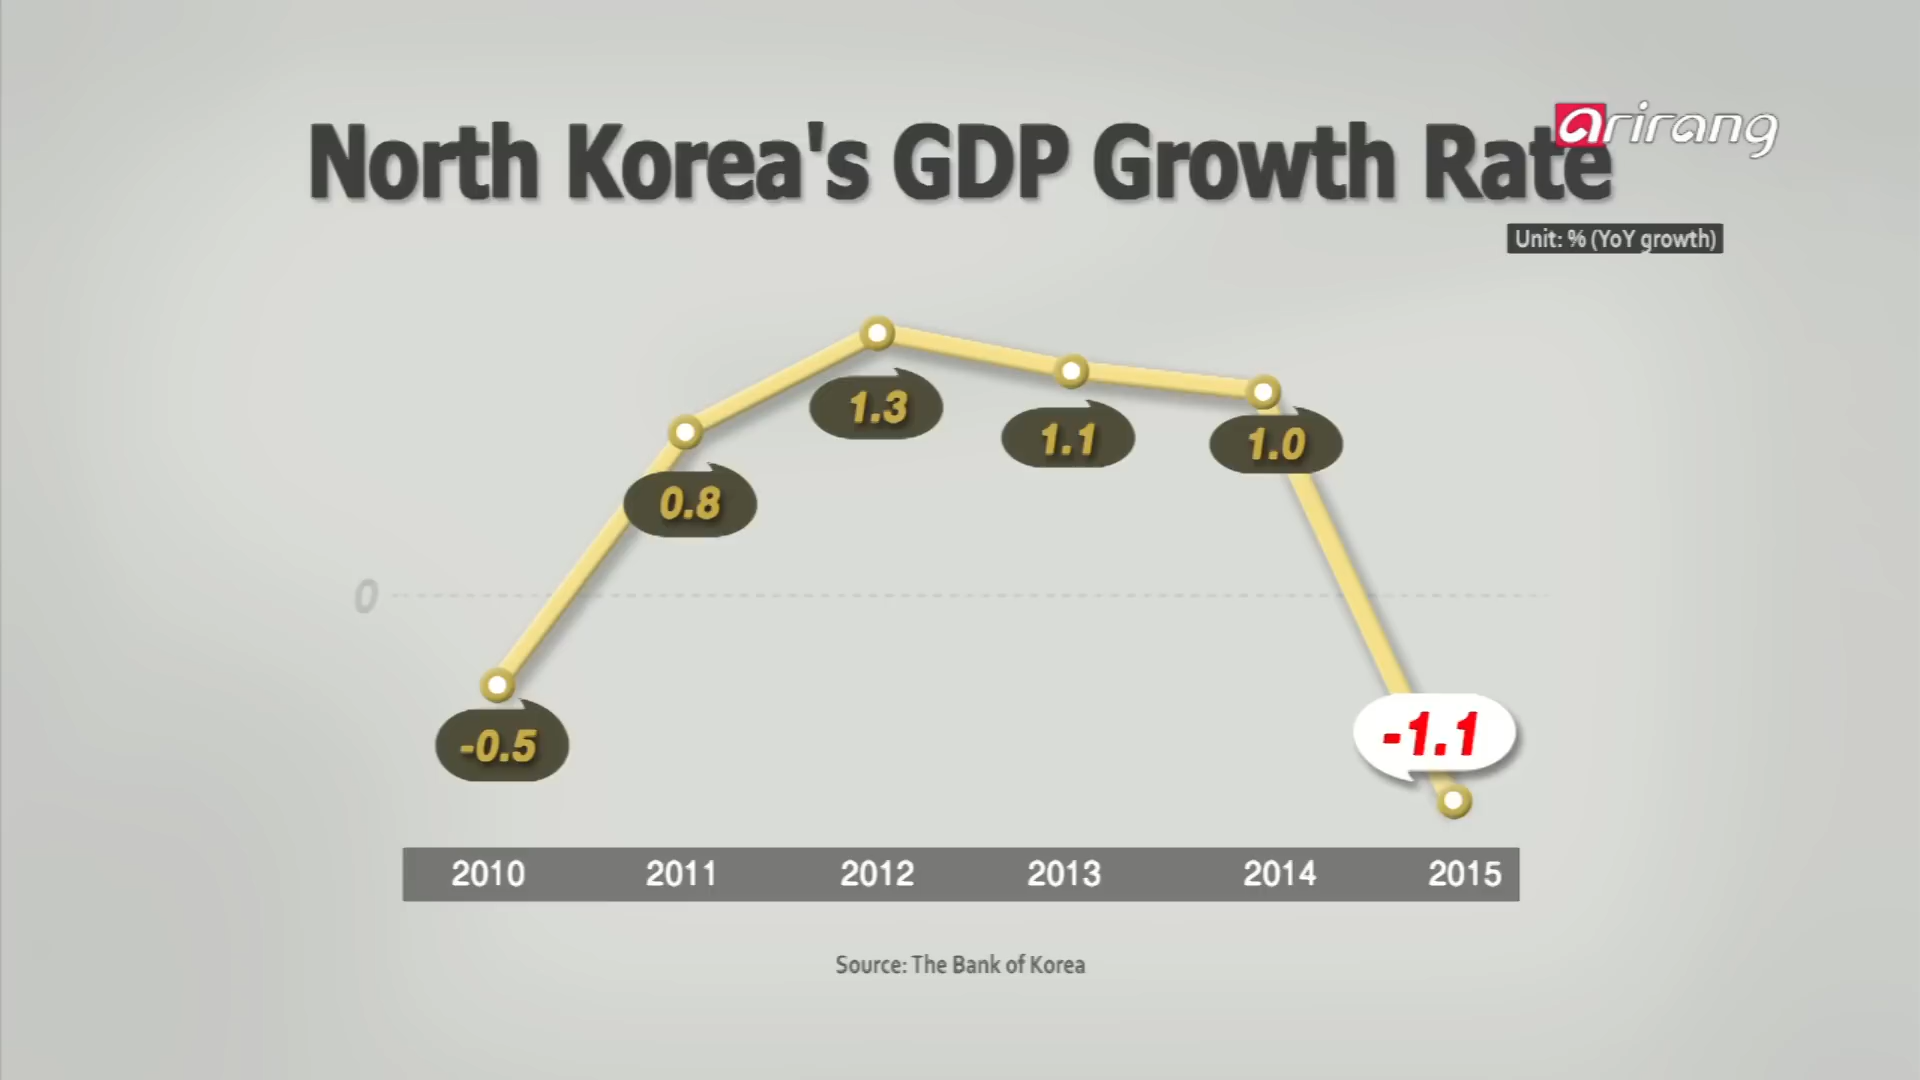 arirang
North Korea's GDP Growth Rate
Unit: % (YoY growth)
1.3
1.1
1.0
0.8
0
-0.5
-1.1
2010 2011 2012 2013 2014 2015
Source: The Bank of Korea